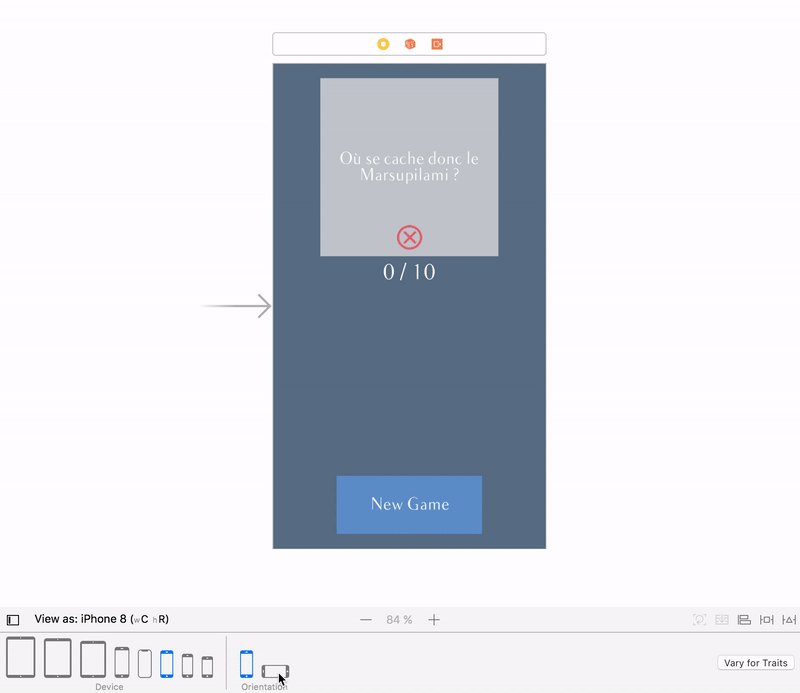 Où se cache donc le
Marsupilami ?
0 / 10
New Game
View as: iPhone 8 (wC hR)
84 %
Device
Orientation
Vary for Traits